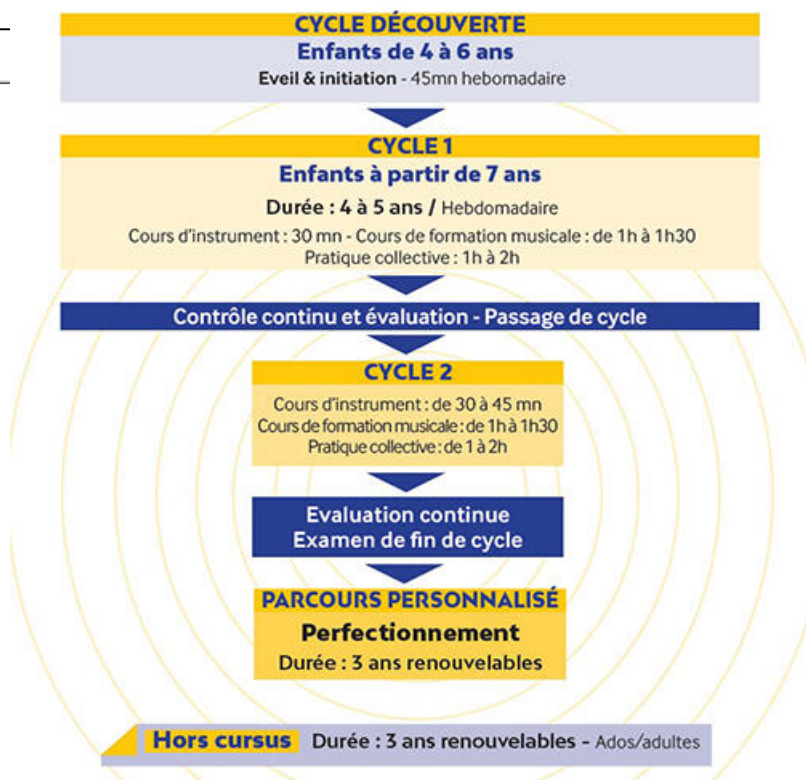 CYCLE DÉCOUVERTE
Enfants de 4 à 6 ans
Eveil & initiation - 45mn hebomadaire
CYCLE 1
Enfants à partir de 7 ans
Durée : 4 à 5 ans / Hebdomadaire
Cours d'instrument : 30 mn - Cours de formation musicale : de 1h à 1h30
Pratique collective : 1h à 2h
Contrôle continu et évaluation - Passage de cycle
CYCLE 2
Cours d'instrument : de 30 à 45 mn
Cours de formation musicale : de 1h à 1h30
Pratique collective : de 1 à 2h
Evaluation continue
Examen de fin de cycle
PARCOURS PERSONNALISÉ
Perfectionnement
Durée : 3 ans renouvelables
Hors cursus Durée : 3 ans renouvelables - Ados/adultes